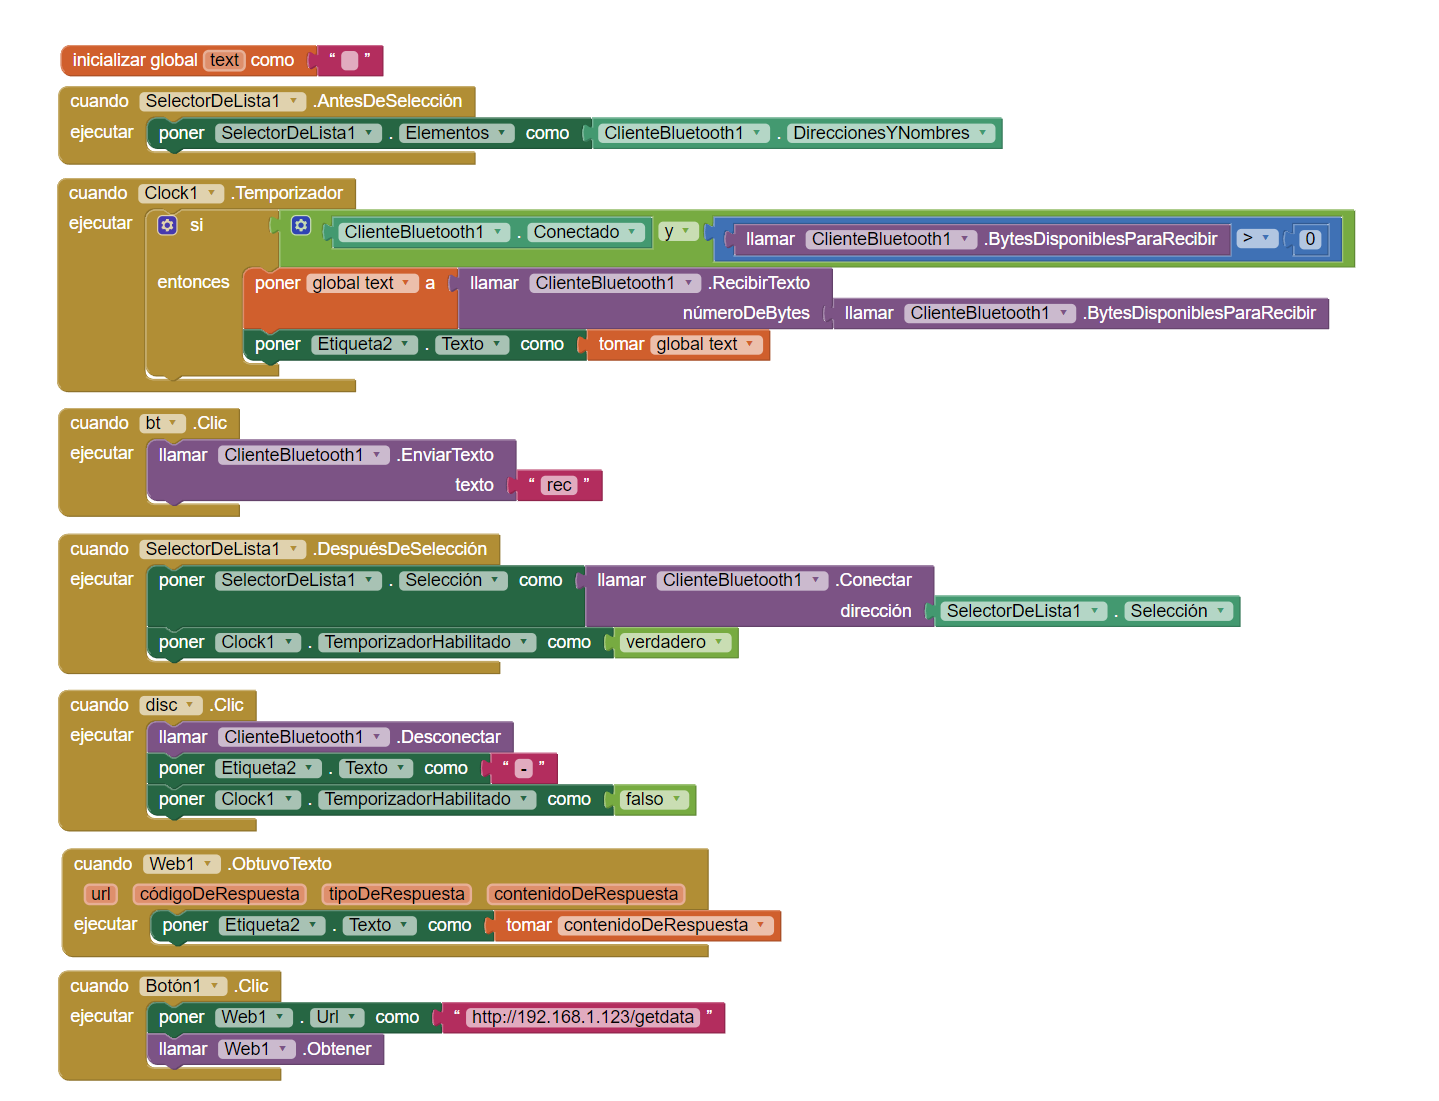 inicializar global text como “ ”
cuando SelectorDeLista1 .AntesDeSelección
ejecutar poner SelectorDeLista1 . Elementos como ClienteBluetooth1 . DireccionesYNombres
cuando Clock1 .Temporizador
ejecutar si ClienteBluetooth1 . Conectado y llamar ClienteBluetooth1 .BytesDisponiblesParaRecibir > 0
entonces poner global text a llamar ClienteBluetooth1 .RecibirTexto
númeroDeBytes llamar ClienteBluetooth1 .BytesDisponiblesParaRecibir
poner Etiqueta2 . Texto como tomar global text
cuando bt .Clic
ejecutar llamar ClienteBluetooth1 .EnviarTexto
texto “ rec ”
cuando SelectorDeLista1 .DespuésDeSelección
ejecutar poner SelectorDeLista1 . Selección como llamar ClienteBluetooth1 .Conectar
dirección SelectorDeLista1 . Selección
poner Clock1 . TemporizadorHabilitado como verdadero
cuando disc .Clic
ejecutar llamar ClienteBluetooth1 .Desconectar
poner Etiqueta2 . Texto como “ - ”
poner Clock1 . TemporizadorHabilitado como falso
cuando Web1 .ObtuvoTexto
url códigoDeRespuesta tipoDeRespuesta contenidoDeRespuesta
ejecutar poner Etiqueta2 . Texto como tomar contenidoDeRespuesta
cuando Botón1 .Clic
ejecutar poner Web1 . Url como “ http://192.168.1.123/getdata ”
llamar Web1 .Obtener